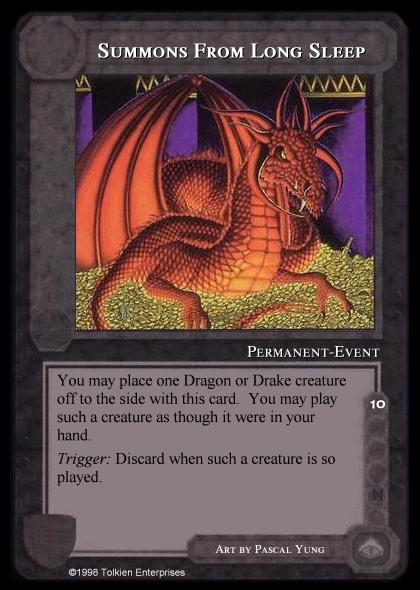 Summons From Long Sleep
Permanent-Event
You may place one Dragon or Drake creature
off to the side with this card. You may play
such a creature as though it were in your
hand.
10
Trigger: Discard when such a creature is so
played.
N
Art by Pascal Yung
©1998 Tolkien Enterprises